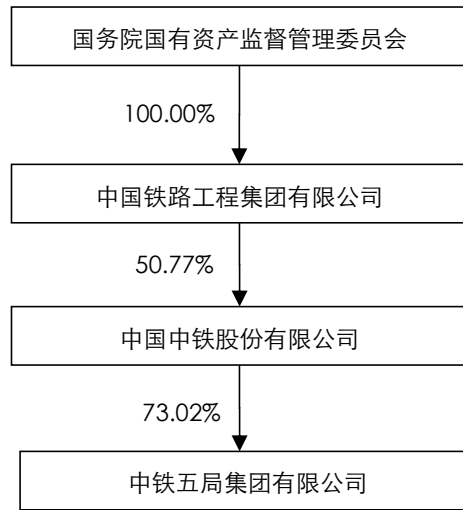 国务院国有资产监督管理委员会
100.00%
中国铁路工程集团有限公司
50.77%
中国中铁股份有限公司
73.02%
中铁五局集团有限公司